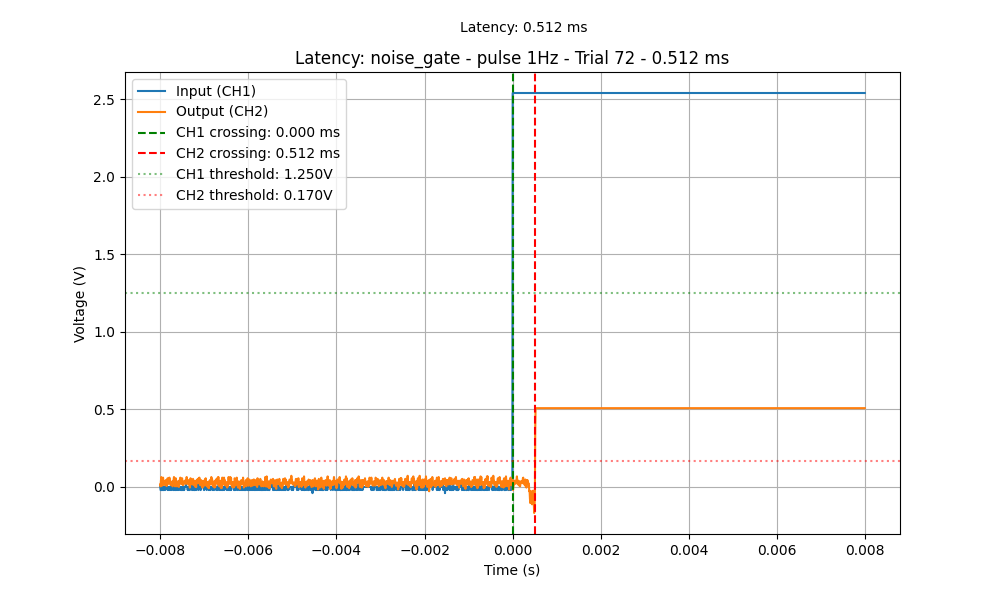 Latency: 0.512 ms
Latency: noise_gate - pulse 1Hz - Trial 72 - 0.512 ms
Input (CH1)
Output (CH2)
CH1 crossing: 0.000 ms
CH2 crossing: 0.512 ms
CH1 threshold: 1.250V
CH2 threshold: 0.170V
2.5
2.0
1.5
1.0
0.5
0.0
Voltage (V)
−0.008 −0.006 −0.004 −0.002 0.000 0.002 0.004 0.006 0.008
Time (s)